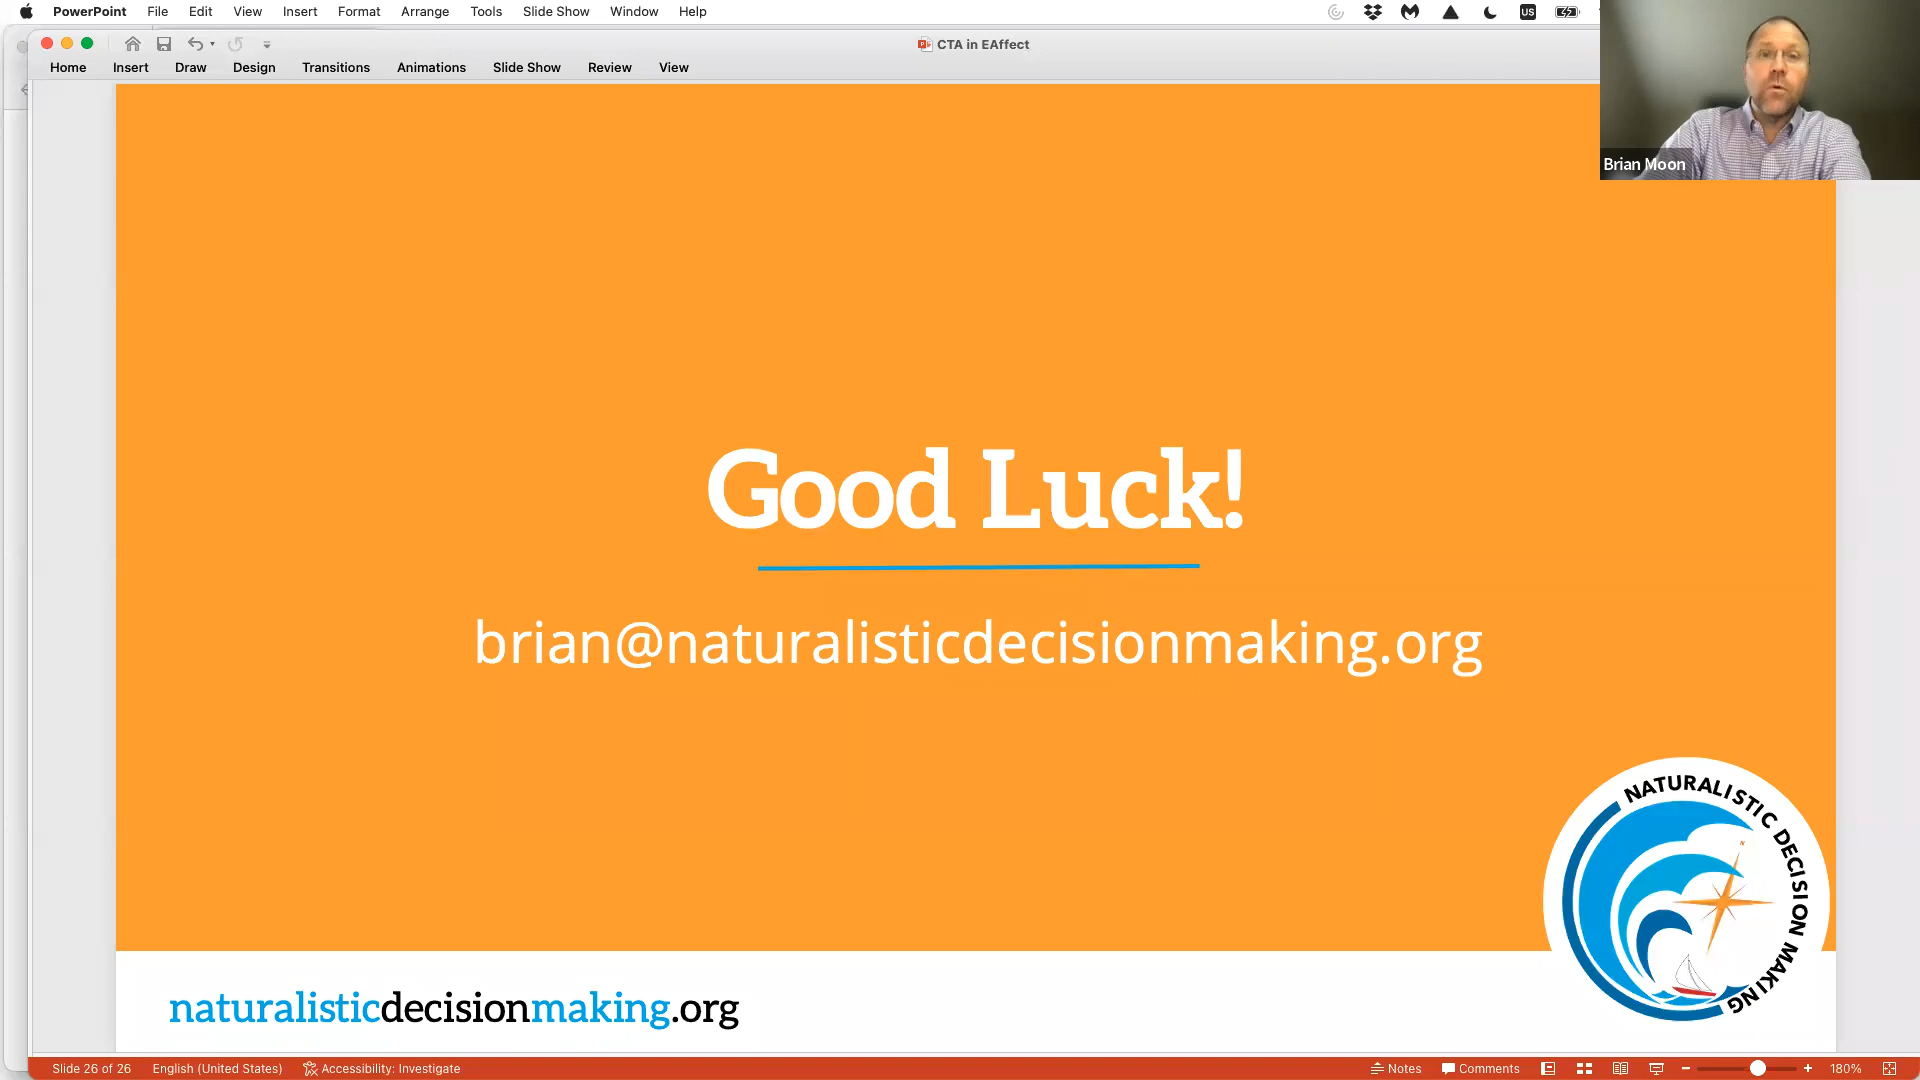 PowerPoint File Edit View Insert Format Arrange Tools Slide Show Window Help US
CTA in EAffect
Home Insert Draw Design Transitions Animations Slide Show Review View
Brian Moon
Good Luck!
brian@naturalisticdecisionmaking.org
NATURALISTIC DECISION MAKING
N
naturalisticdecisionmaking.org
Slide 26 of 26 English (United States) Accessibility: Investigate Notes Comments 180%